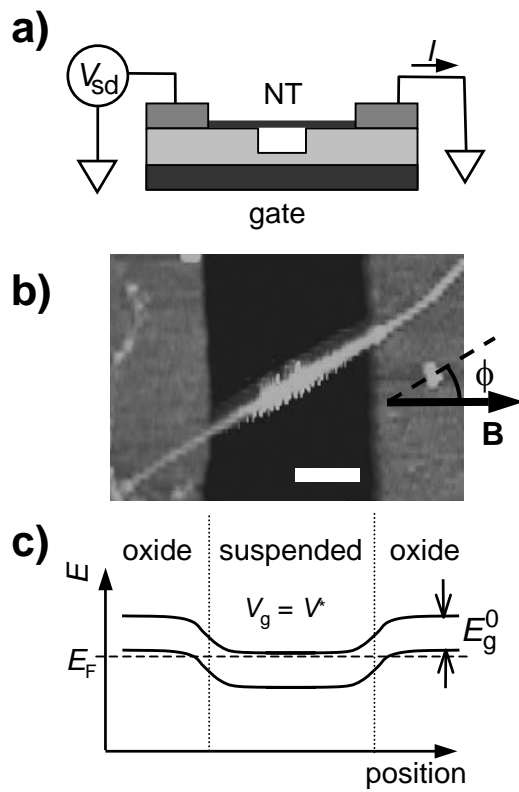 a)
V_sd
NT
I
gate
b)
ϕ
B
c)
oxide suspended oxide
E
V_g = V*
E_g^0
E_F
position